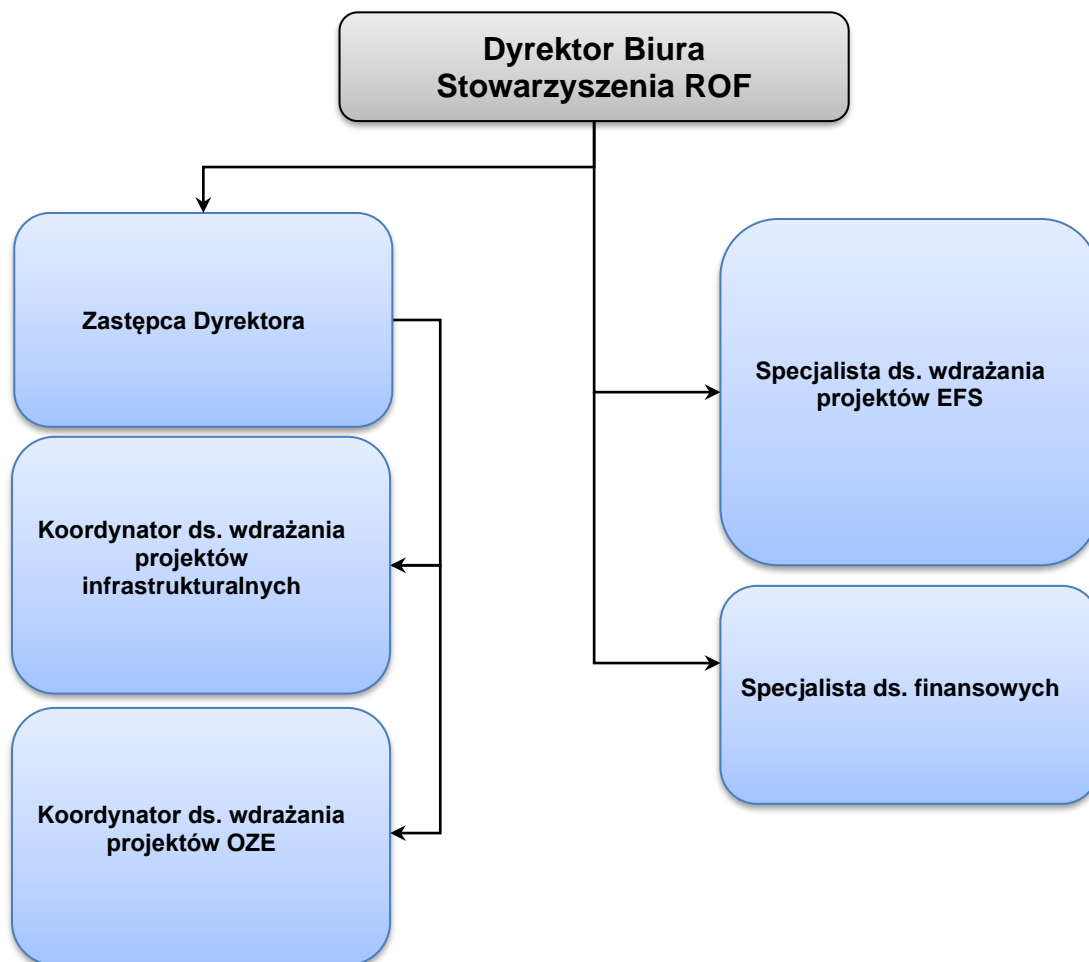 Dyrektor Biura
Stowarzyszenia ROF
Zastępca Dyrektora
Koordynator ds. wdrażania
projektów
infrastrukturalnych
Koordynator ds. wdrażania
projektów OZE
Specjalista ds. wdrażania
projektów EFS
Specjalista ds. finansowych